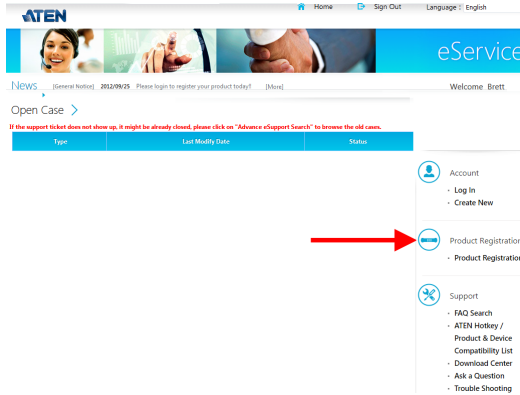 ATEN
Home Sign Out Language : English
eService
News [General Notice] 2012/09/25 Please login to register your product today!! [More]
Welcome Brett
Open Case
If the support ticket does not show up, it might be already closed, please click on "Advance eSupport Search" to browse the old cases.
Type Last Modify Date Status
Account
Log In
Create New
Product Registration
Product Registration
Support
FAQ Search
ATEN Hotkey /
Product & Device
Compatibility List
Download Center
Ask a Question
Trouble Shooting